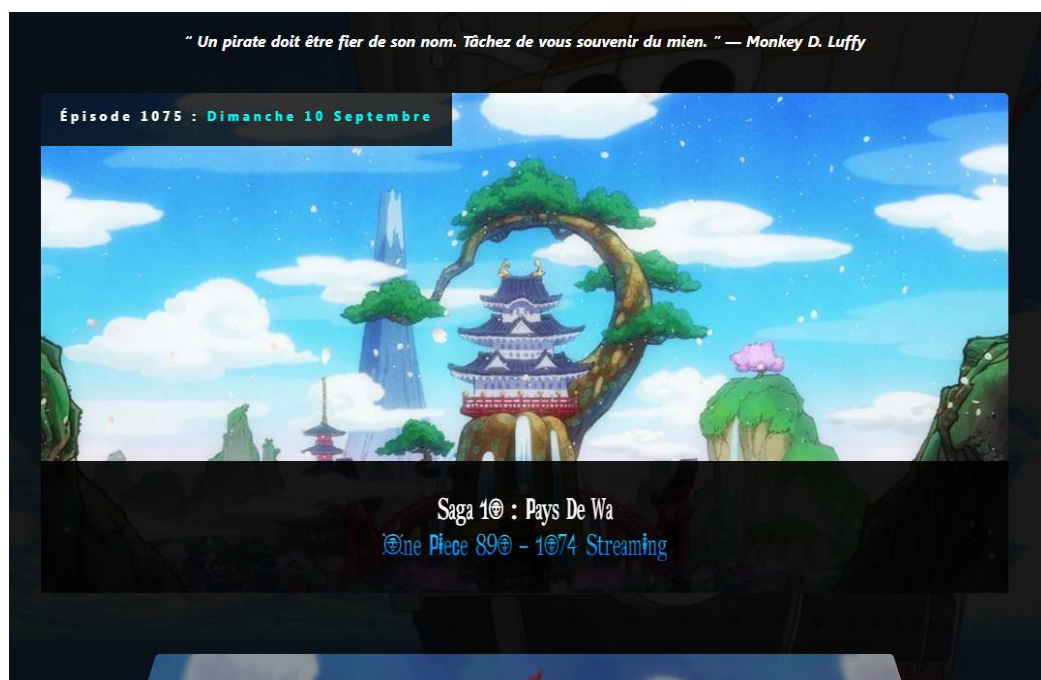 “ Un pirate doit être fier de son nom. Tâchez de vous souvenir du mien. ” — Monkey D. Luffy
Épisode 1075 : Dimanche 10 Septembre
Saga 10 : Pays De Wa
One Piece 890 - 1074 Streaming